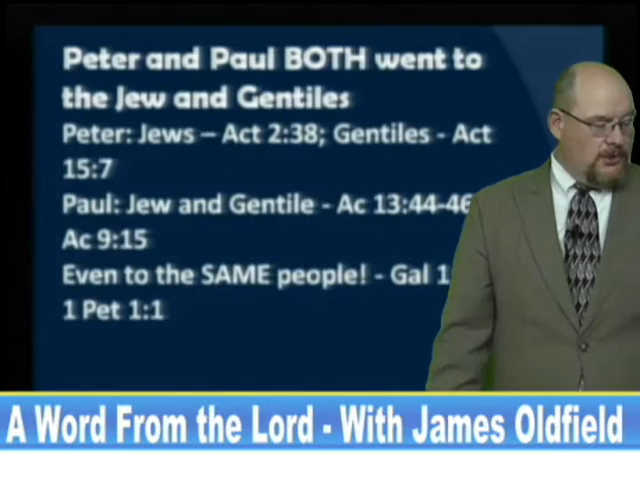 Peter and Paul BOTH went to
the Jew and Gentiles
Peter: Jews – Act 2:38; Gentiles - Act
15:7
Paul: Jew and Gentile - Ac 13:44-46
Ac 9:15
Even to the SAME people! - Gal 1
1 Pet 1:1
A Word From the Lord - With James Oldfield